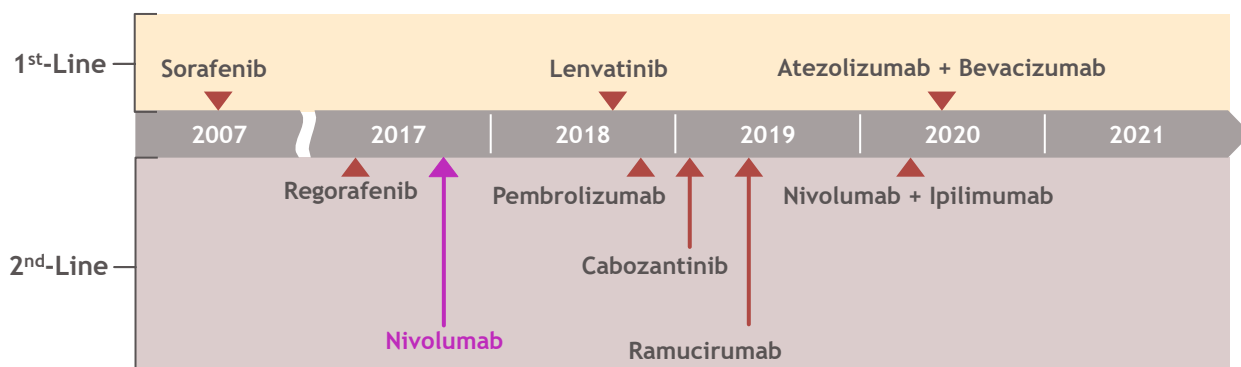 1st-Line
Sorafenib
Lenvatinib
Atezolizumab + Bevacizumab
2007
2017
2018
2019
2020
2021
Regorafenib
Pembrolizumab
Nivolumab + Ipilimumab
2nd-Line
Cabozantinib
Nivolumab
Ramucirumab